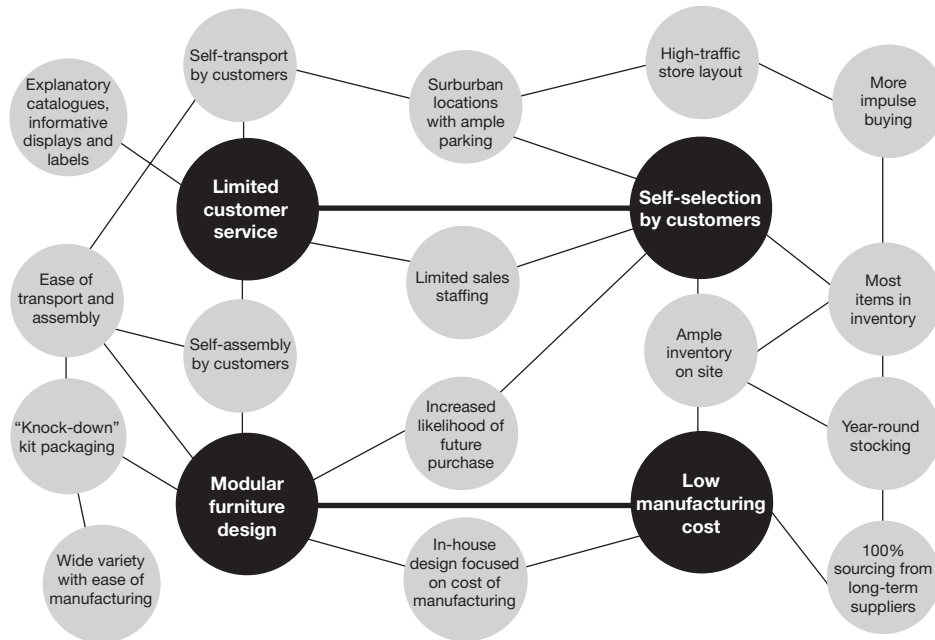 Self-transport
by customers
High-traffic
store layout
Explanatory
catalogues,
informative
displays and
labels
Suburban
locations
with ample
parking
More
impulse
buying
Limited
customer
service
Self-selection
by customers
Ease of
transport and
assembly
Limited sales
staffing
Most
items in
inventory
Self-assembly
by customers
Ample
inventory
on site
“Knock-down”
kit packaging
Increased
likelihood of
future
purchase
Year-round
stocking
Modular
furniture
design
Low
manufacturing
cost
Wide variety
with ease of
manufacturing
In-house
design focused
on cost of
manufacturing
100%
sourcing from
long-term
suppliers